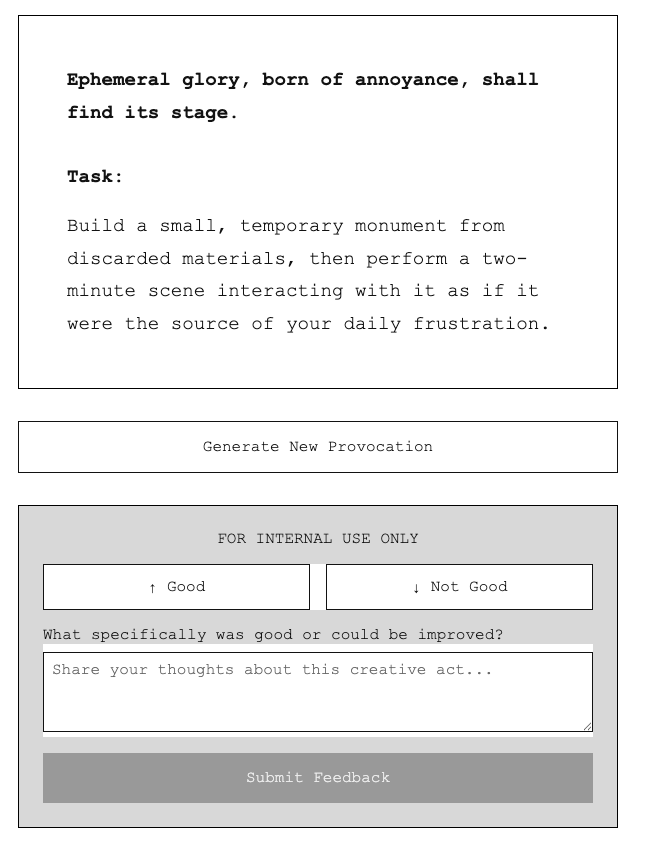 Ephemeral glory, born of annoyance, shall
find its stage.
Task:
Build a small, temporary monument from
discarded materials, then perform a two-
minute scene interacting with it as if it
were the source of your daily frustration.
Generate New Provocation
FOR INTERNAL USE ONLY
↑ Good
↓ Not Good
What specifically was good or could be improved?
Share your thoughts about this creative act...
Submit Feedback